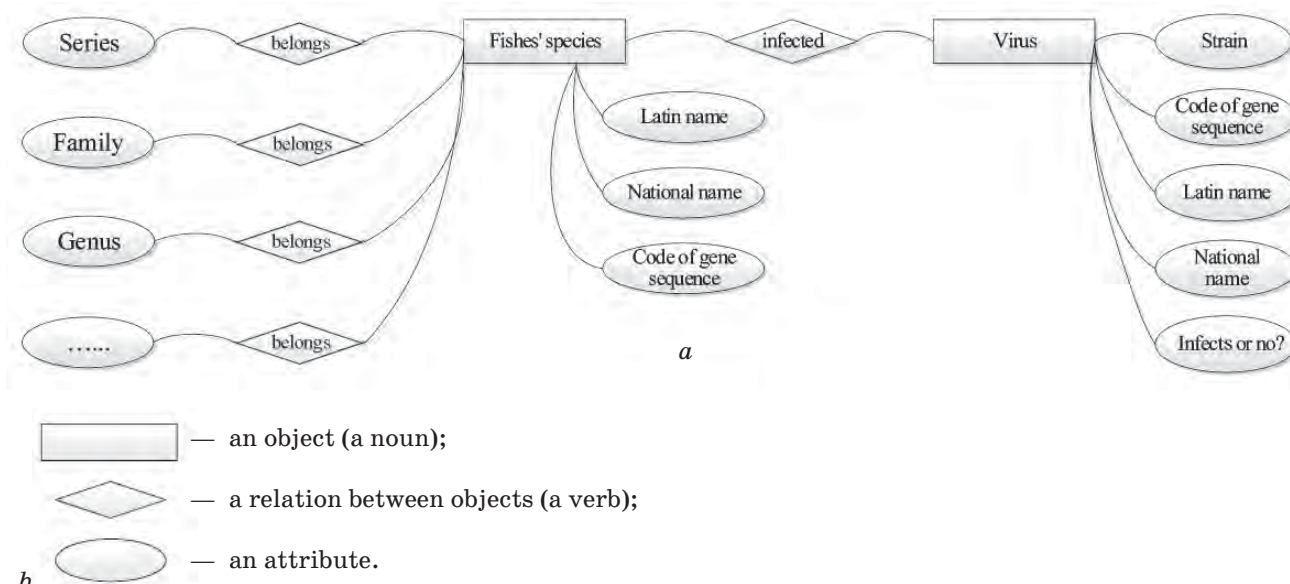 Series
belongs
Fishes' species
infected
Virus
Strain
Latin name
Code of gene
sequence
Family
belongs
National name
Latin name
Genus
belongs
Code of gene
sequence
National
name
......
belongs
a
Infects or no?
— an object (a noun);
— a relation between objects (a verb);
— an attribute.
b